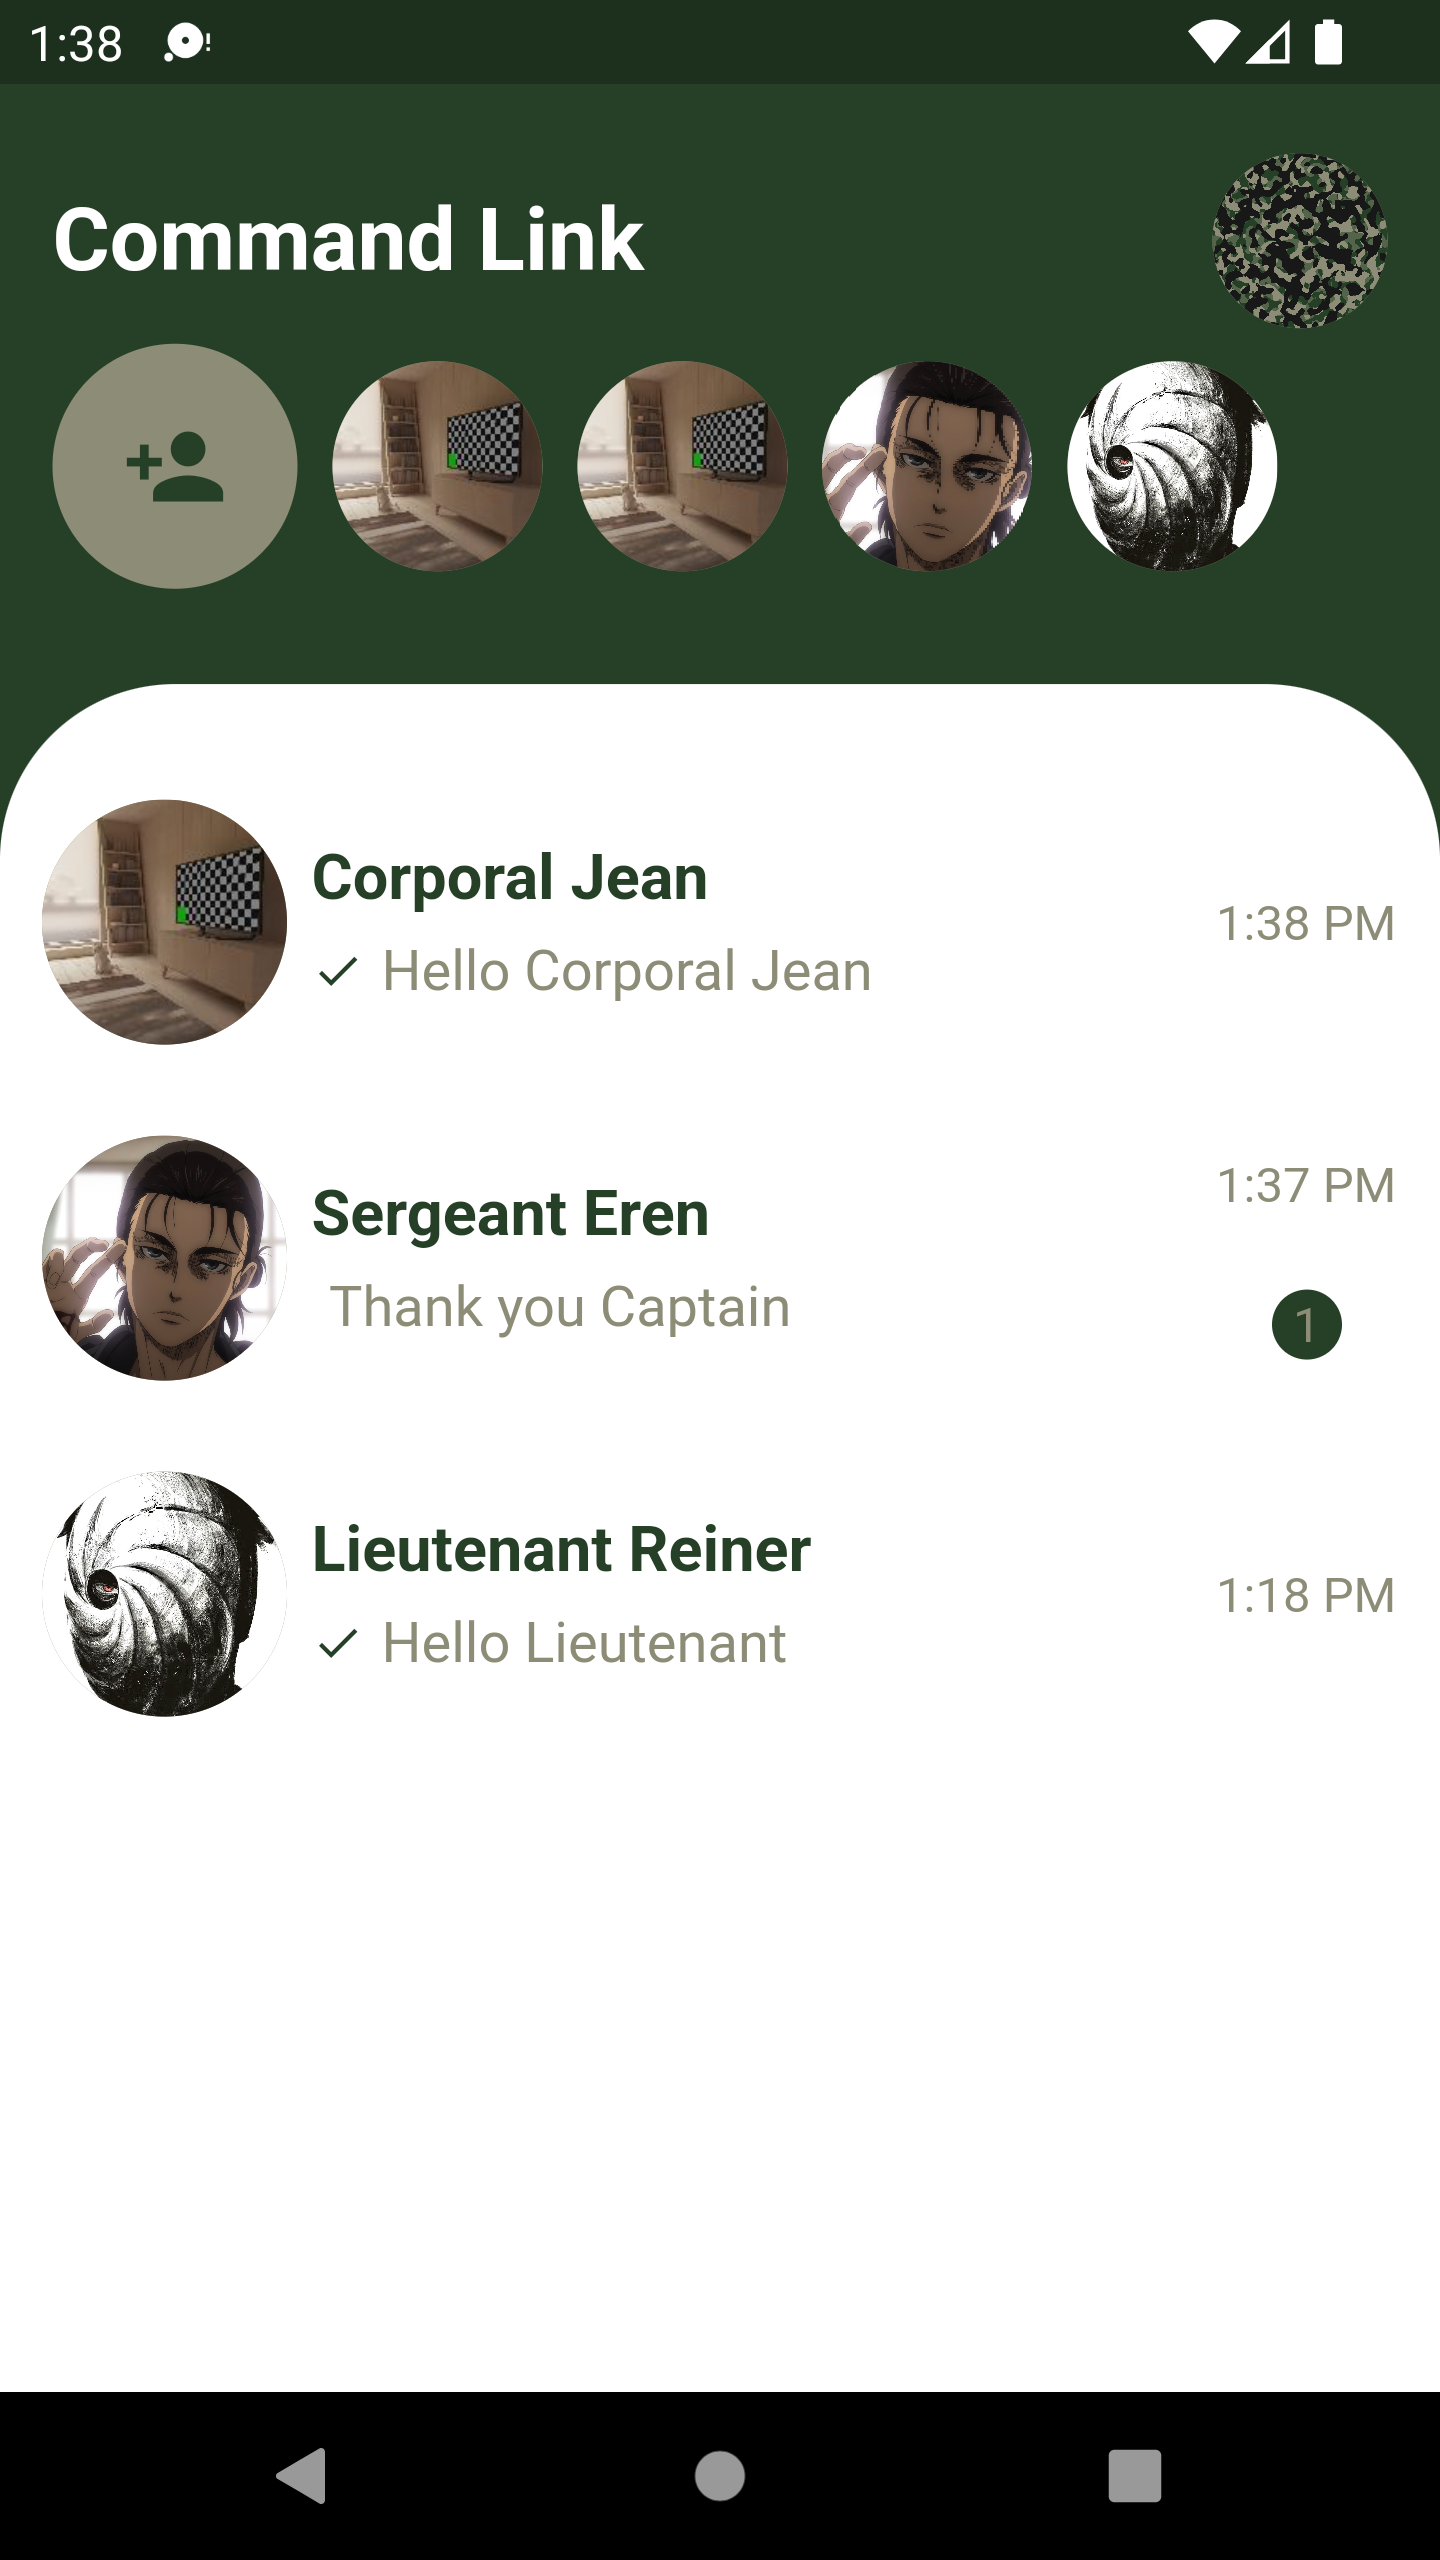 1:38
Command Link
Corporal Jean
1:38 PM
Hello Corporal Jean
Sergeant Eren
1:37 PM
Thank you Captain
1
Lieutenant Reiner
1:18 PM
Hello Lieutenant